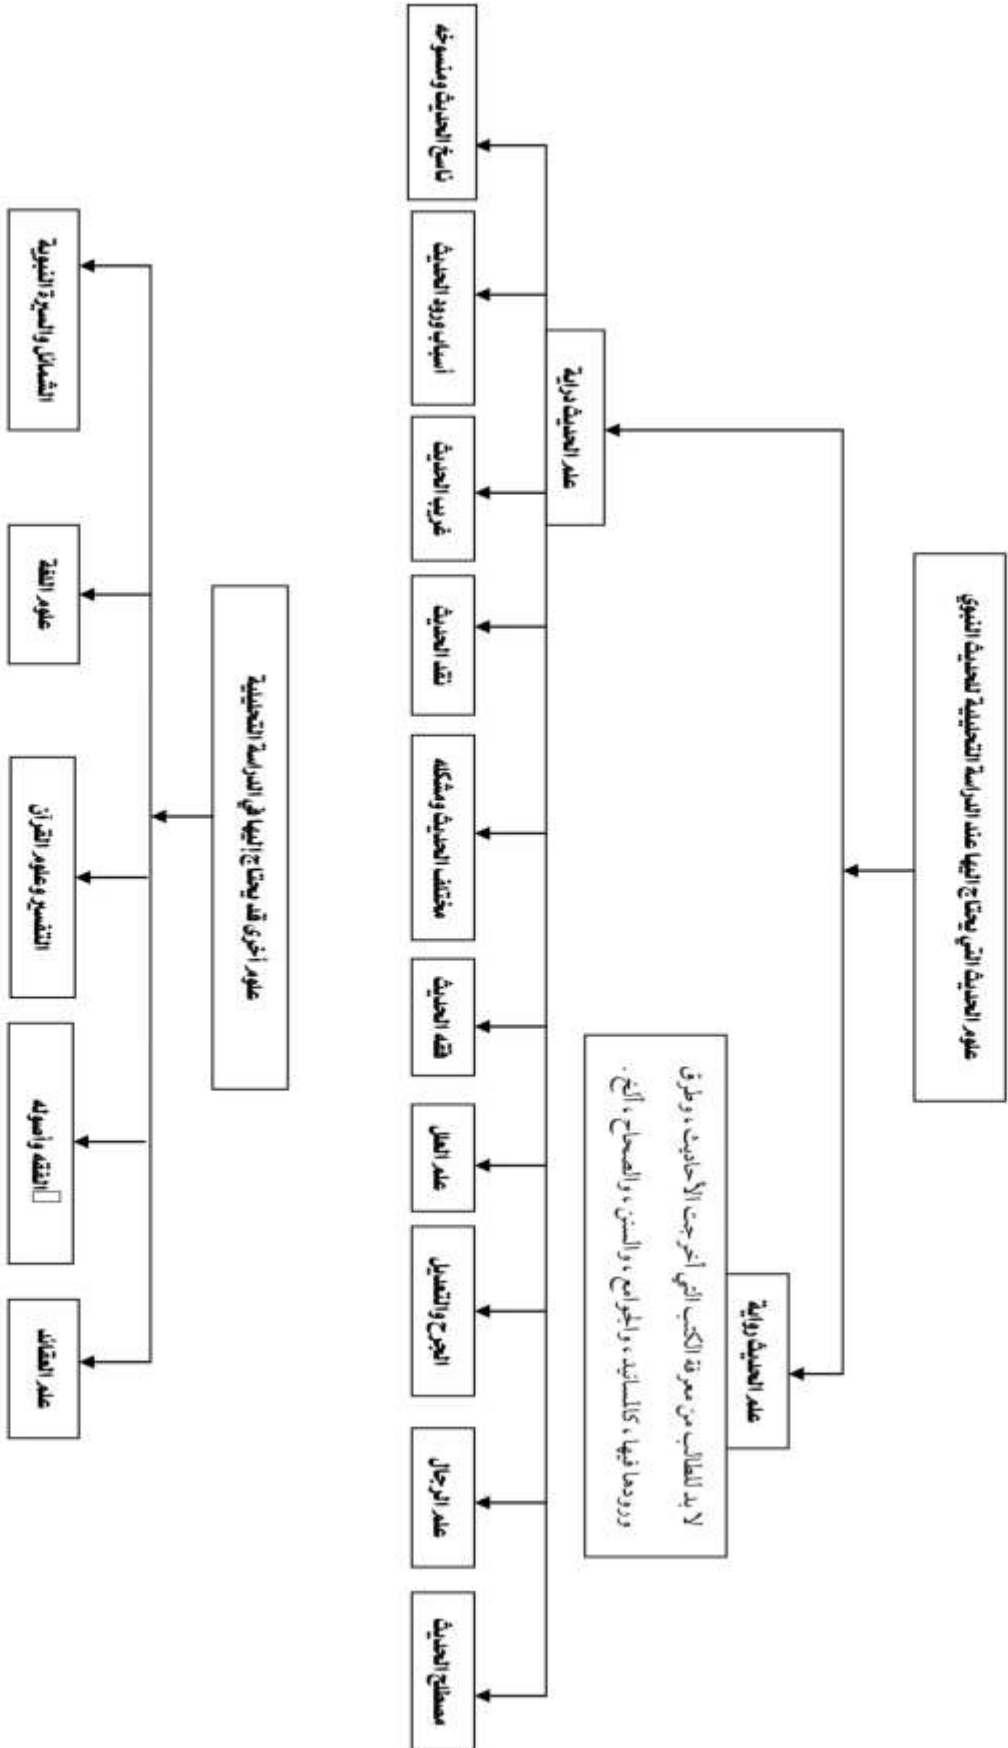 علوم الحديث التي يحتاج إليها عند الدراسة التحليلية للحديث النبوي
علم الحديث رواية
لا بد للطالب من معرفة الكتب التي أخرجت الأحاديث ، وطرق
ورودها فيها ، كالمسانيد ، والجوامع ، والسنن ، والصحاح ، الخ .
علم الحديث دراية
مصطلح الحديث
علم الرجال
الجرح والتعديل
علم العلل
فقه الحديث
مختلف الحديث ومشكله
نقد الحديث
غريب الحديث
أسباب ورود الحديث
ناسخ الحديث ومنسوخه
علوم أخرى قد يحتاج إليها في الدراسة التحليلية
علم العقائد
الفقه وأصوله
التفسير وعلوم القرآن
علوم اللغة
الشمائل والسيرة النبوية